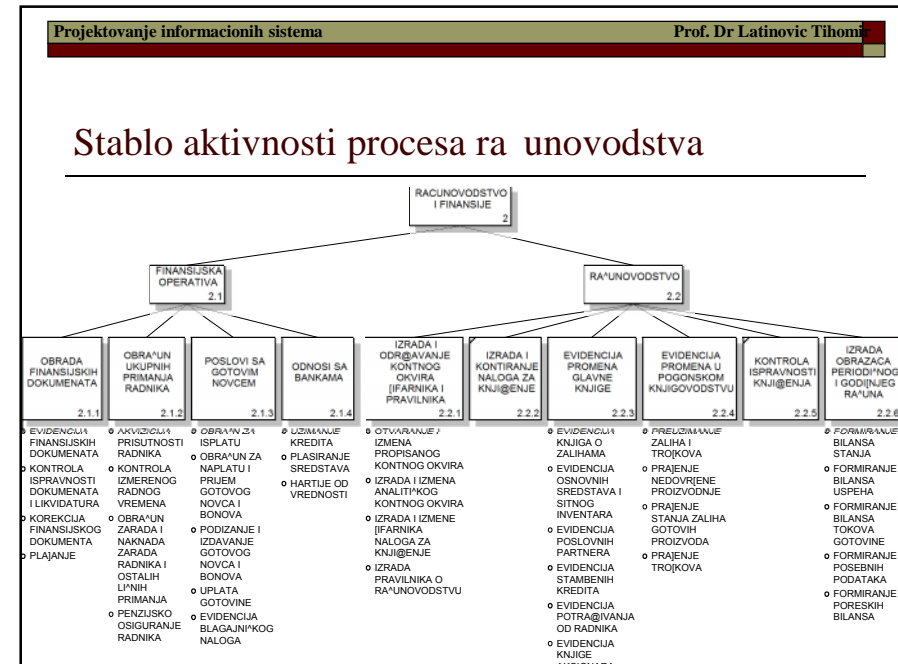 Projektovanje informacionih sistema
Prof. Dr Latinovic Tihomir
Stablo aktivnosti procesa ra unovodstva
RACUNOVODSTVO
I FINANSIJE
2
FINANSIJSKA
OPERATIVA
2.1
RA^UNOVODSTVO
2.2
OBRADA
FINANSIJSKIH
DOKUMENATA
2.1.1
OBRA^UN
UKUPNIH
PRIMANJA
RADNIKA
2.1.2
POSLOVI SA
GOTOVIM
NOVCEM
2.1.3
ODNOSI SA
BANKAMA
2.1.4
IZRADA I
ODR@AVANJE
KONTNOG
OKVIRA
[IFARNIKA I
PRAVILNIKA
2.2.1
IZRADA I
KONTIRANJE
NALOGA ZA
KNJI@ENJE
2.2.2
EVIDENCIJA
PROMENA
GLAVNE
KNJIGE
2.2.3
EVIDENCIJA
PROMENA U
POGONSKOM
KNJIGOVODSTVU
2.2.4
KONTROLA
ISPRAVNOSTI
KNJI@ENJA
2.2.5
IZRADA
OBRAZACA
PERIODI^NOG
I GODI[NJEG
RA^UNA
2.2.6
EVIDENCIJA
FINANSIJSKIH
DOKUMENATA
KONTROLA
ISPRAVNOSTI
DOKUMENATA
I LIKVIDATURA
KOREKCIJA
FINANSIJSKOG
DOKUMENTA
PLA]ANJE
AKVIZICIJA
PRISUTNOSTI
RADNIKA
KONTROLA
IZMERENOG
RADNOG
VREMENA
OBRA^UN
ZARADA I
NAKNADA
ZARADA
RADNIKA I
OSTALIH
LI^NIH
PRIMANJA
PENZIJSKO
OSIGURANJE
RADNIKA
OBRA^N ZA
ISPLATU
OBRA^UN ZA
NAPLATU I
PRIJEM
GOTOVOG
NOVCA I
BONOVA
PODIZANJE I
IZDAVANJE
GOTOVOG
NOVCA I
BONOVA
UPLATA
GOTOVINE
EVIDENCIJA
BLAGAJNI^KOG
NALOGA
UZIMANJE
KREDITA
PLASIRANJE
SREDSTAVA
HARTIJE OD
VREDNOSTI
OTVARANJE I
IZMENA
PROPISANOG
KONTNOG OKVIRA
IZRADA I IZMENA
ANALITI^KOG
KONTNOG OKVIRA
IZRADA I IZMENE
[IFARNIKA
NALOGA ZA
KNJI@ENJE
IZRADA
PRAVILNIKA O
RA^UNOVODSTVU
EVIDENCIJA
KNJIGA O
ZALIHAMA
EVIDENCIJA
OSNOVNIH
SREDSTAVA I
SITNOG
INVENTARA
EVIDENCIJA
POSLOVNIH
PARTNERA
EVIDENCIJA
STAMBENIH
KREDITA
EVIDENCIJA
POTRA@IVANJA
OD RADNIKA
EVIDENCIJA
KNJIGE
PREUZIMANJE
ZALIHA I
TRO[KOVA
PRA]ENJE
NEDOVR[ENE
PROIZVODNJE
PRA]ENJE
STANJA ZALIHA
GOTOVIH
PROIZVODA
PRA]ENJE
TRO[KOVA
FORMIRANJE
BILANSA
STANJA
FORMIRANJE
BILANSA
USPEHA
FORMIRANJE
BILANSA
TOKOVA
GOTOVINE
FORMIRANJE
POSEBNIH
PODATAKA
FORMIRANJE
PORESKIH
BILANSA